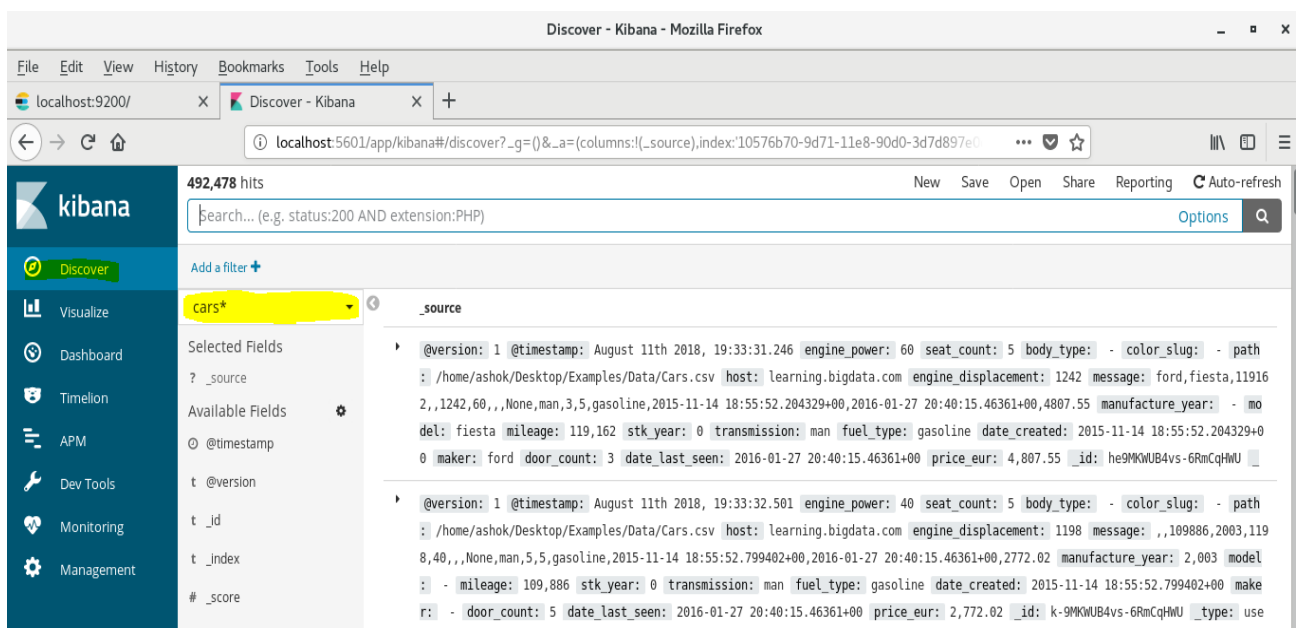 Discover - Kibana - Mozilla Firefox
File Edit View History Bookmarks Tools Help
localhost:9200/ Discover - Kibana
localhost:5601/app/kibana#/discover?_g=()&_a=(columns:!(_source),index:'10576b70-9d71-11e8-90d0-3d7d897e0
kibana
492,478 hits New Save Open Share Reporting Auto-refresh
Search... (e.g. status:200 AND extension:PHP) Options
Discover
Visualize
Dashboard
Timelion
APM
Dev Tools
Monitoring
Management
Add a filter +
cars*
Selected Fields
? _source
Available Fields
@timestamp
t @version
t _id
t _index
# _score
_source
@version: 1 @timestamp: August 11th 2018, 19:33:31.246 engine_power: 60 seat_count: 5 body_type: - color_slug: - path
: /home/ashok/Desktop/Examples/Data/Cars.csv host: learning.bigdata.com engine_displacement: 1242 message: ford,fiesta,11916
2,,1242,60,,,None,man,3,5,gasoline,2015-11-14 18:55:52.204329+00,2016-01-27 20:40:15.46361+00,4807.55 manufacture_year: - mo
del: fiesta mileage: 119,162 stk_year: 0 transmission: man fuel_type: gasoline date_created: 2015-11-14 18:55:52.204329+0
0 maker: ford door_count: 3 date_last_seen: 2016-01-27 20:40:15.46361+00 price_eur: 4,807.55 _id: he9MKWUB4vs-6RmCqHWU _
@version: 1 @timestamp: August 11th 2018, 19:33:32.501 engine_power: 40 seat_count: 5 body_type: - color_slug: - path
: /home/ashok/Desktop/Examples/Data/Cars.csv host: learning.bigdata.com engine_displacement: 1198 message: ,,109886,2003,119
8,40,,,None,man,5,5,gasoline,2015-11-14 18:55:52.799402+00,2016-01-27 20:40:15.46361+00,2772.02 manufacture_year: 2,003 model
: - mileage: 109,886 stk_year: 0 transmission: man fuel_type: gasoline date_created: 2015-11-14 18:55:52.799402+00 make
r: - door_count: 5 date_last_seen: 2016-01-27 20:40:15.46361+00 price_eur: 2,772.02 _id: k-9MKWUB4vs-6RmCqHWU _type: use